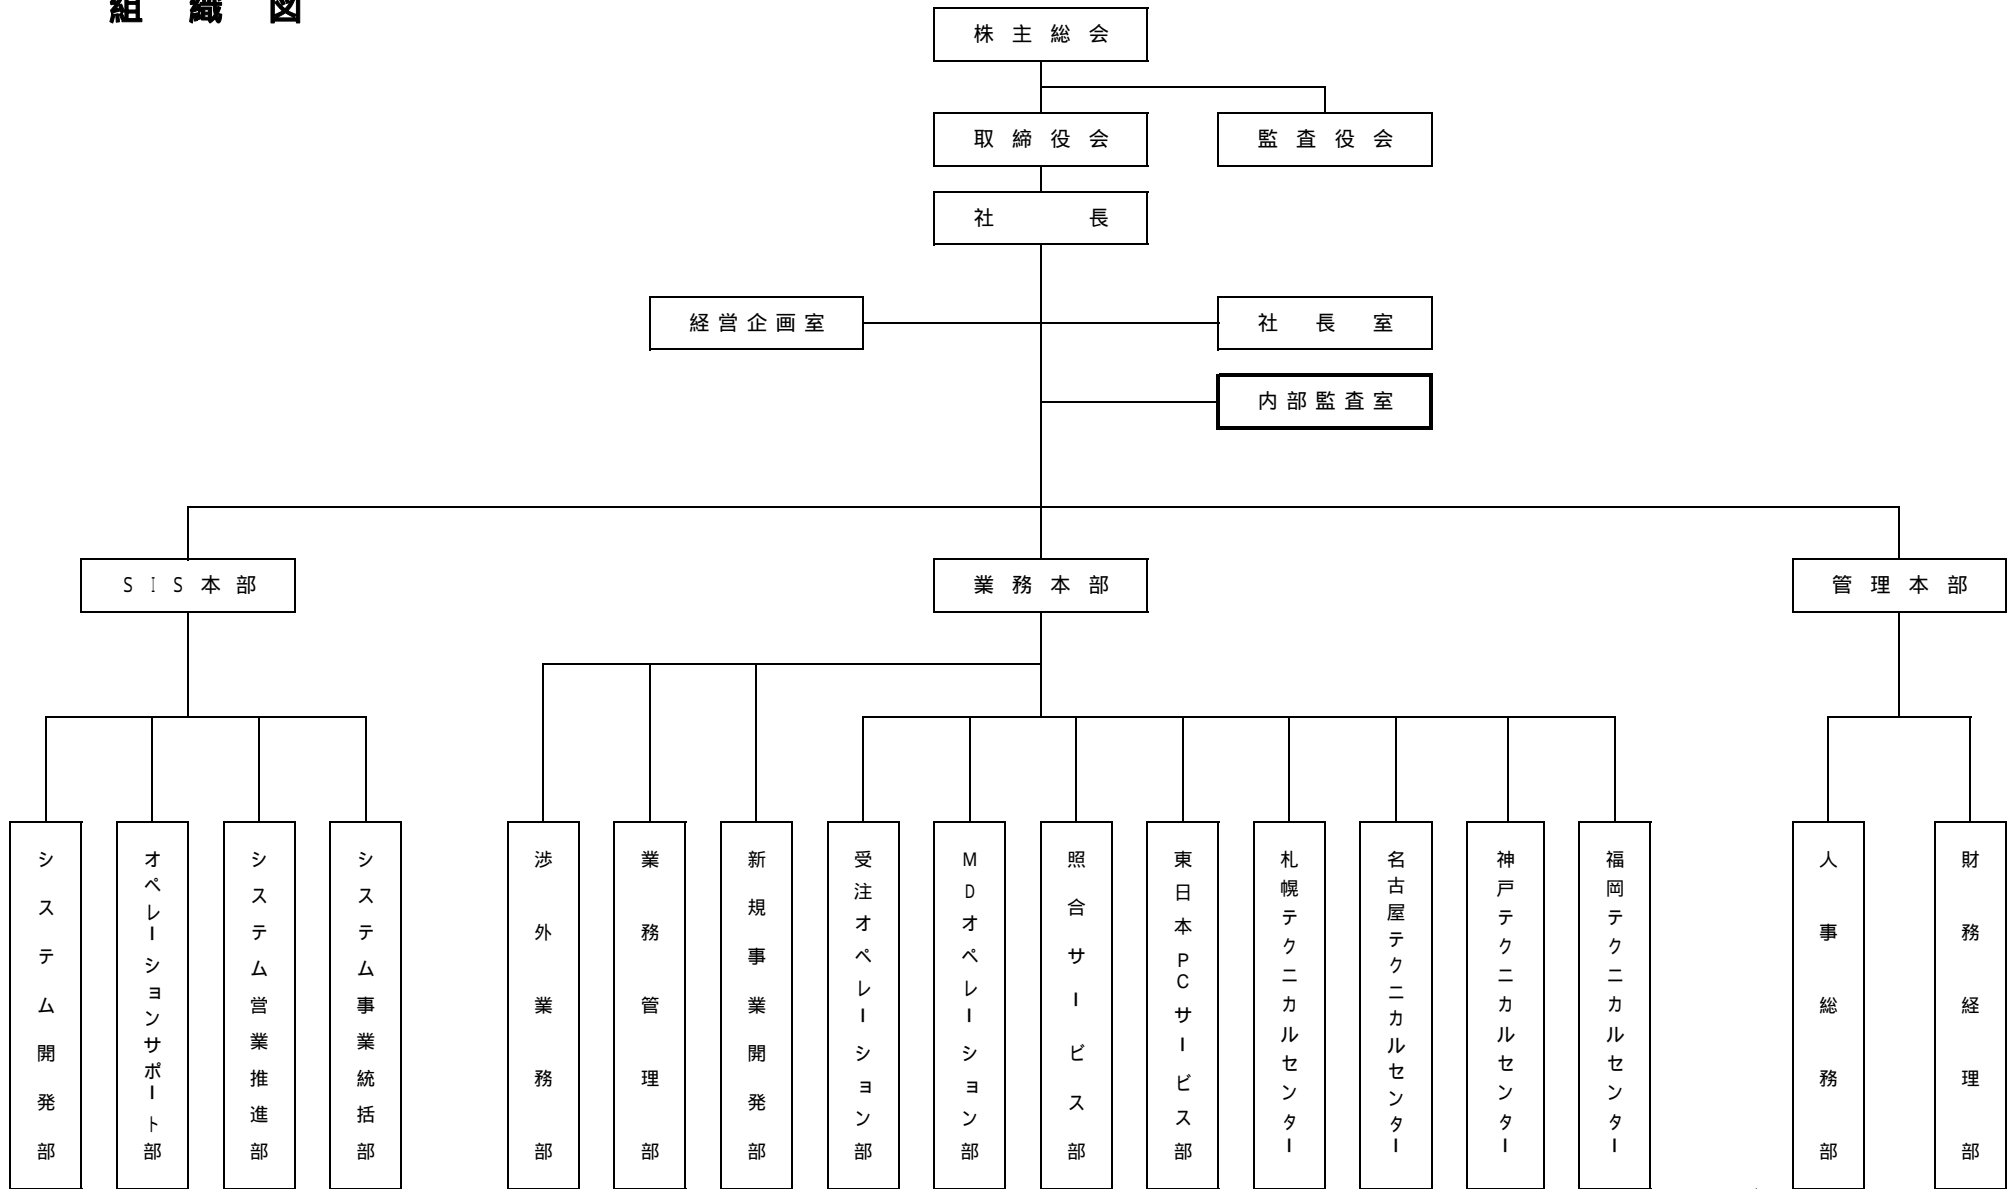 組織図
株主総会
取締役会
監査役会
社長
経営企画室
社長室
内部監査室
SIS本部
業務本部
管理本部
システム開発部
オペレーションサポート部
システム営業推進部
システム事業統括部
渉外業務部
業務管理部
新規事業開発部
受注オペレーション部
MDオペレーション部
照合サービス部
東日本PCサービス部
札幌テクニカルセンター
名古屋テクニカルセンター
神戸テクニカルセンター
福岡テクニカルセンター
人事総務部
財務経理部